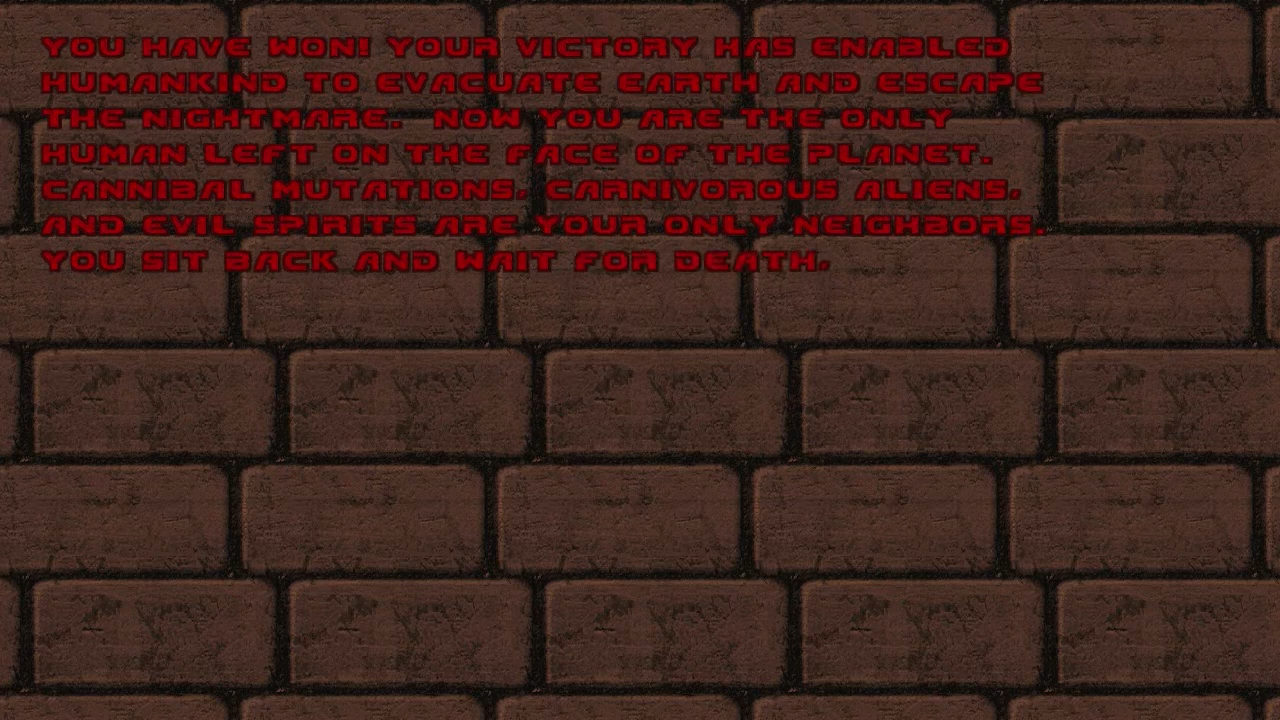 YOU HAVE WON! YOUR VICTORY HAS ENABLED
HUMANKIND TO EVACUATE EARTH AND ESCAPE
THE NIGHTMARE.  NOW YOU ARE THE ONLY
HUMAN LEFT ON THE FACE OF THE PLANET.
CANNIBAL MUTATIONS, CARNIVOROUS ALIENS,
AND EVIL SPIRITS ARE YOUR ONLY NEIGHBORS.
YOU SIT BACK AND WAIT FOR DEATH,